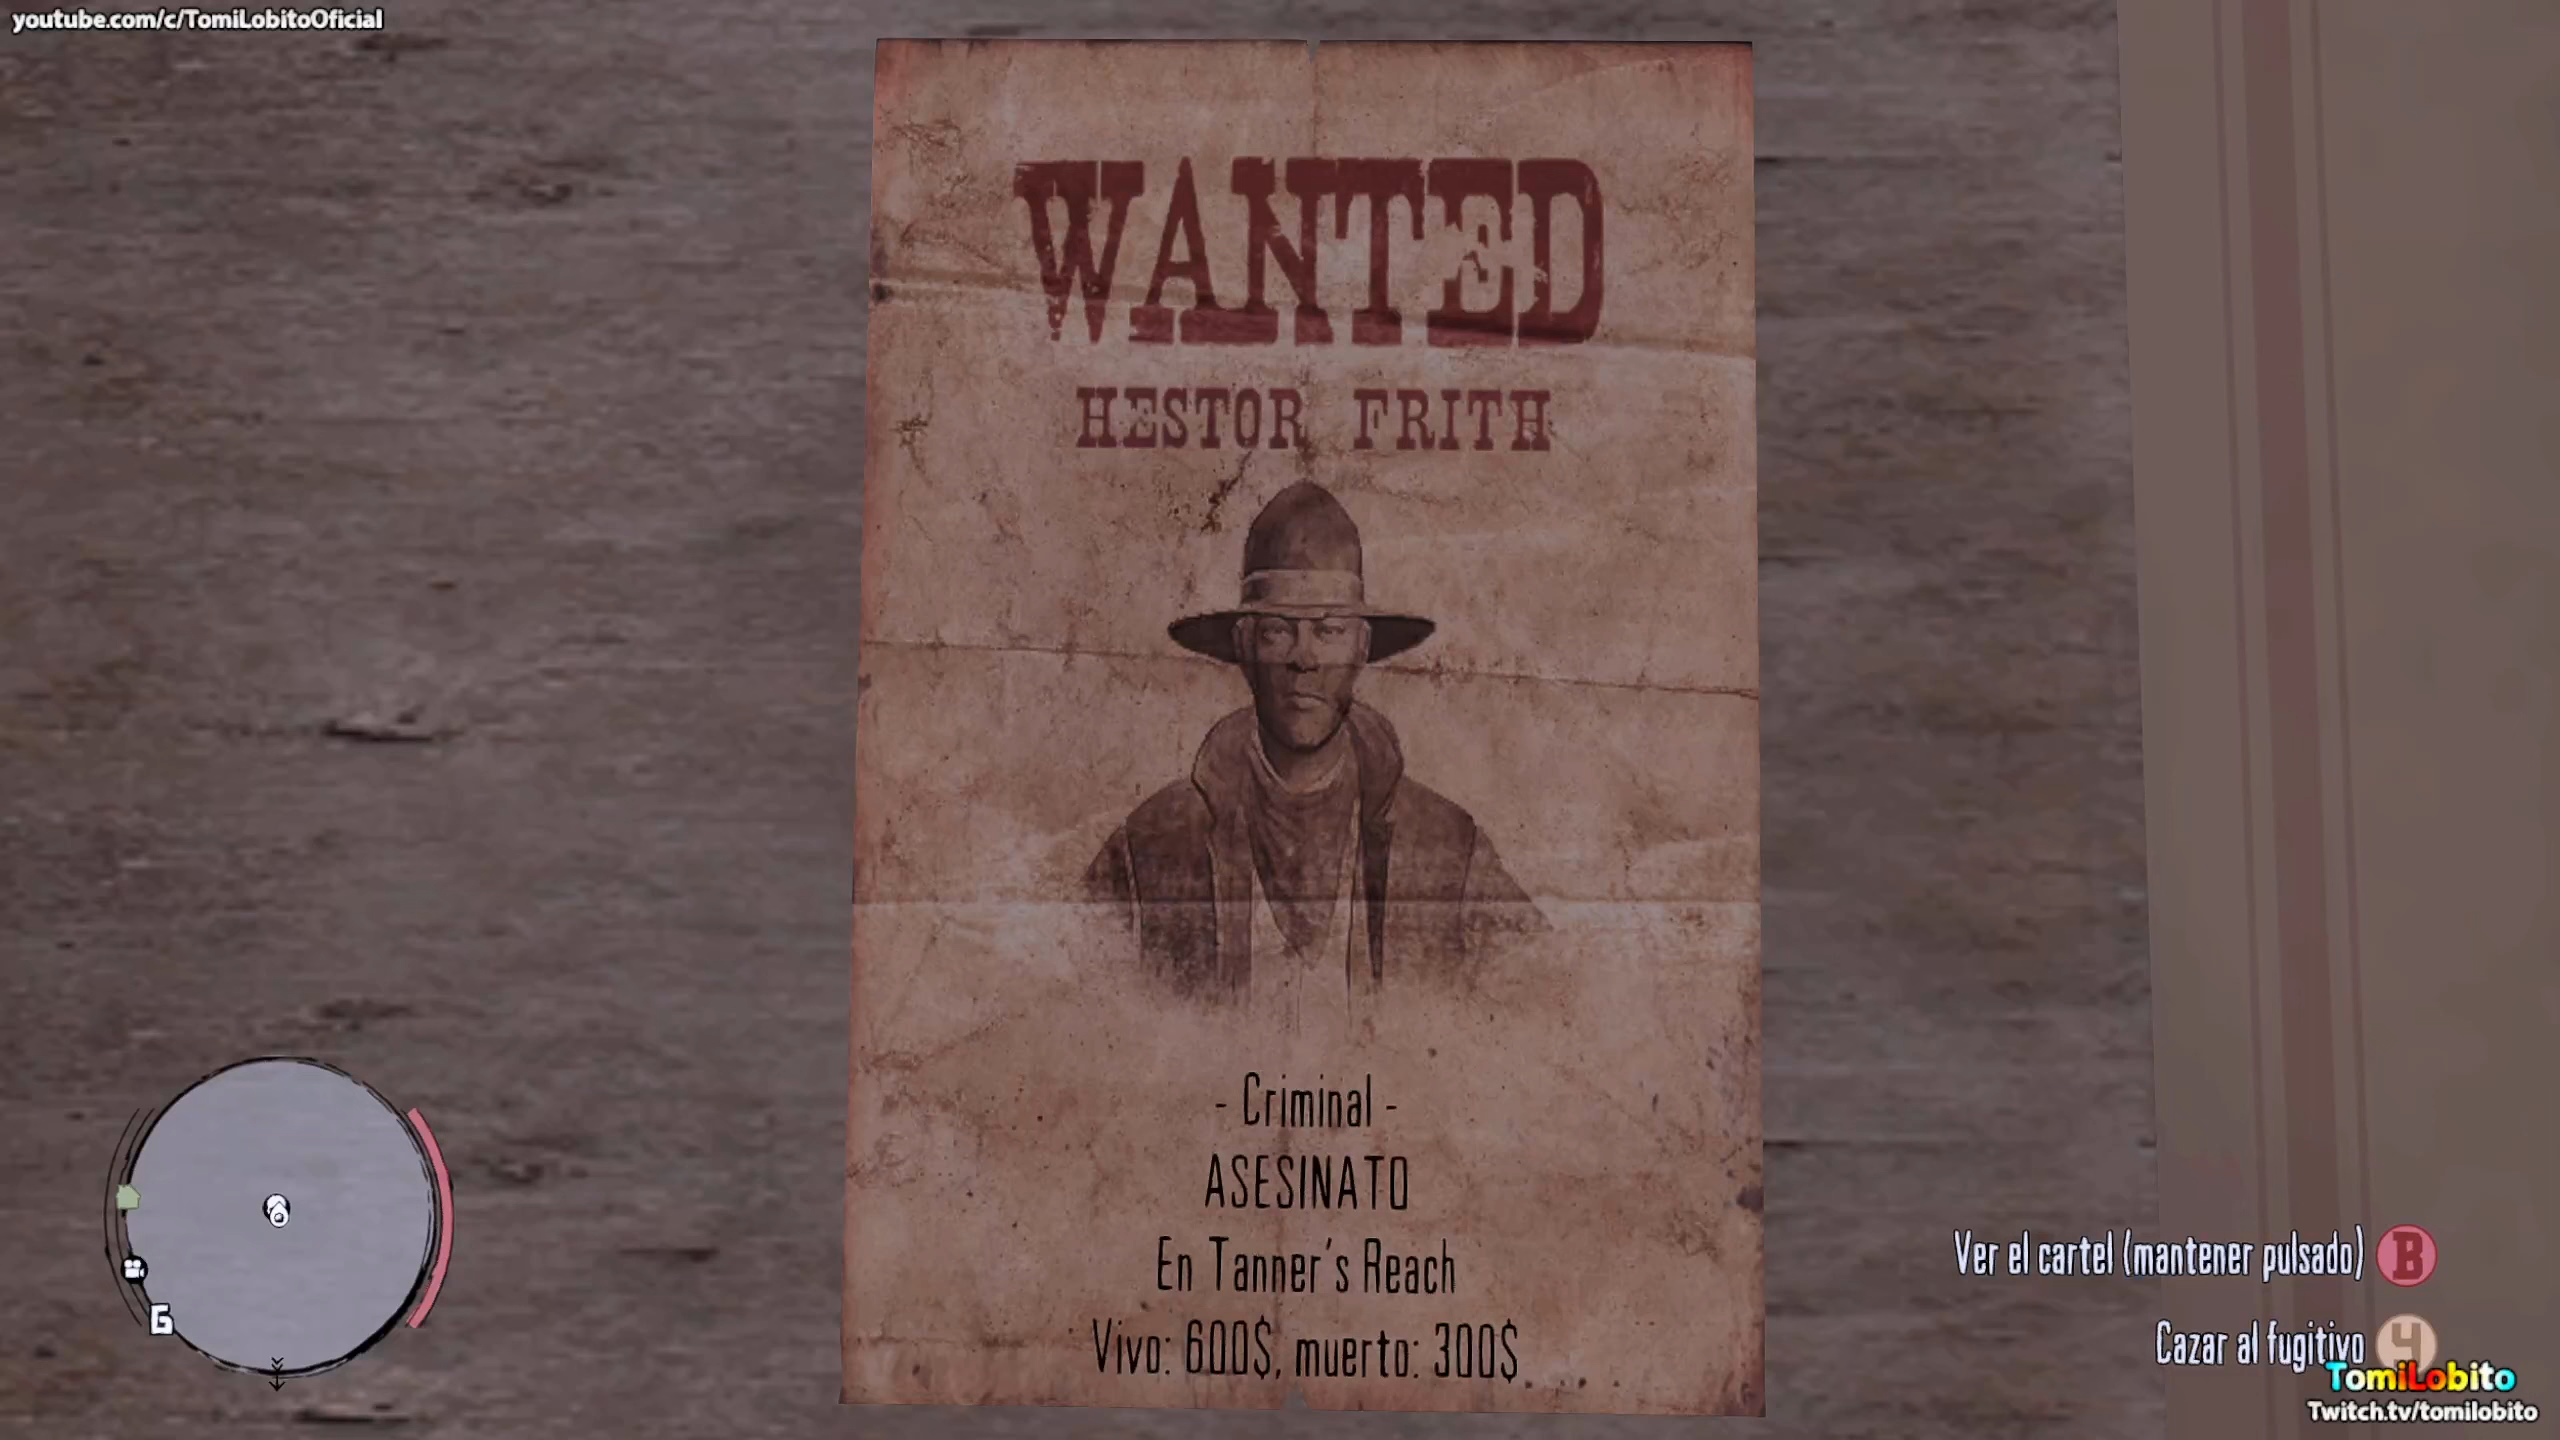 youtube.com/c/TomiLobitoOficial
WANTED
HESTOR FRITH
- Criminal -
ASESINATO
En Tanner's Reach
Vivo: 600$, muerto: 300$
G
Ver el cartel (mantener pulsado) B
Cazar al fugitivo Y
TomiLobito
Twitch.tv/tomilobito